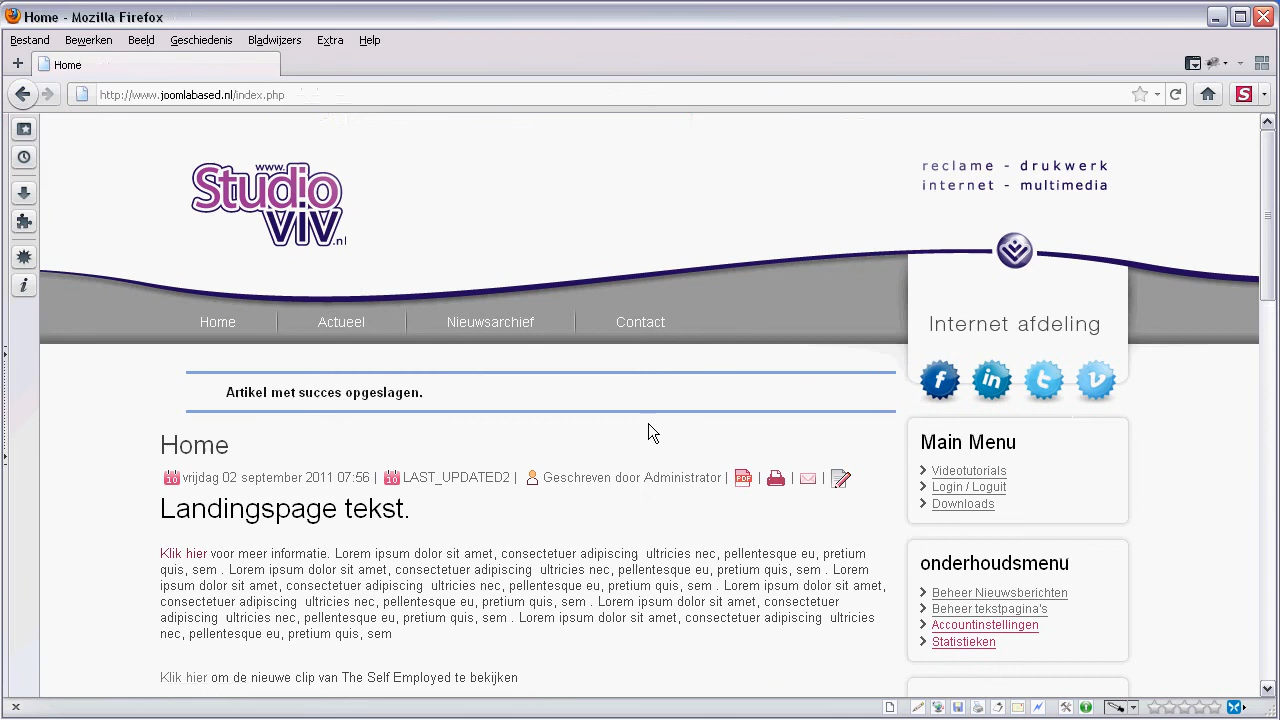 Home - Mozilla Firefox
Bestand Bewerken Beeld Geschiedenis Bladwijzers Extra Help
Home
http://www.joomlabased.nl/index.php
www.
Studio
VIV
.nl
reclame - drukwerk
internet - multimedia
Home Actueel Nieuwsarchief Contact
Internet afdeling
Artikel met succes opgeslagen.
Home
vrijdag 02 september 2011 07:56 | LAST_UPDATED2 | Geschreven door Administrator | PDF | | |
Landingspage tekst.
Klik hier voor meer informatie. Lorem ipsum dolor sit amet, consectetuer adipiscing ultricies nec, pellentesque eu, pretium
quis, sem . Lorem ipsum dolor sit amet, consectetuer adipiscing ultricies nec, pellentesque eu, pretium quis, sem . Lorem
ipsum dolor sit amet, consectetuer adipiscing ultricies nec, pellentesque eu, pretium quis, sem . Lorem ipsum dolor sit
amet, consectetuer adipiscing ultricies nec, pellentesque eu, pretium quis, sem . Lorem ipsum dolor sit amet, consectetuer
adipiscing ultricies nec, pellentesque eu, pretium quis, sem . Lorem ipsum dolor sit amet, consectetuer adipiscing ultricies
nec, pellentesque eu, pretium quis, sem
Klik hier om de nieuwe clip van The Self Employed te bekijken
Main Menu
Videotutorials
Login / Loguit
Downloads
onderhoudsmenu
Beheer Nieuwsberichten
Beheer tekstpagina's
Accountinstellingen
Statistieken